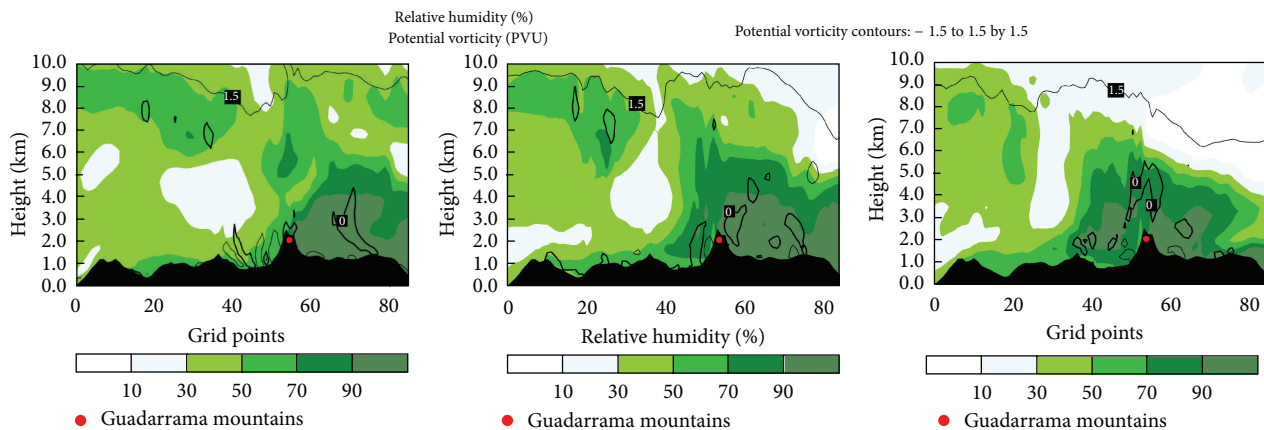 Relative humidity (%)
Potential vorticity (PVU)
Potential vorticity contours: − 1.5 to 1.5 by 1.5
Height (km)
10.0
9.0
8.0
7.0
6.0
5.0
4.0
3.0
2.0
1.0
0.0
1.5
0
0 20 40 60 80
Grid points
10 30 50 70 90
Guadarrama mountains
Height (km)
10.0
9.0
8.0
7.0
6.0
5.0
4.0
3.0
2.0
1.0
0.0
1.5
0
0 20 40 60 80
Relative humidity (%)
10 30 50 70 90
Guadarrama mountains
Height (km)
10.0
9.0
8.0
7.0
6.0
5.0
4.0
3.0
2.0
1.0
0.0
1.5
0
0
0 20 40 60 80
Grid points
10 30 50 70 90
Guadarrama mountains